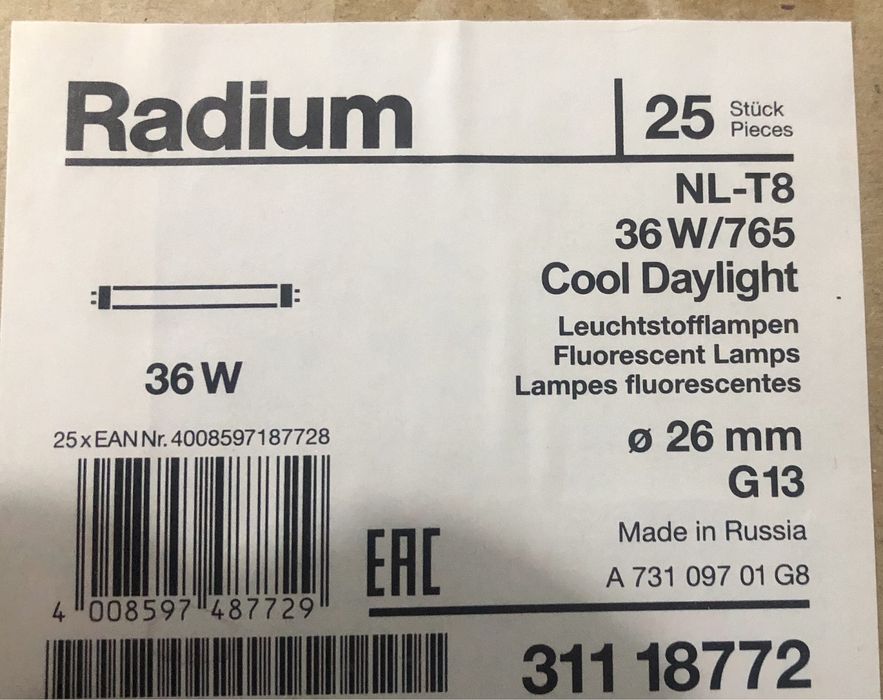 Radium
25 Stück
Pieces
NL-T8
36 W/765
Cool Daylight
Leuchtstofflampen
Fluorescent Lamps
Lampes fluorescentes
36 W
25 x EAN Nr. 4008597187728
ø 26 mm
G13
Made in Russia
EAC
A 731 097 01 G8
4 008597 487729
311 18772